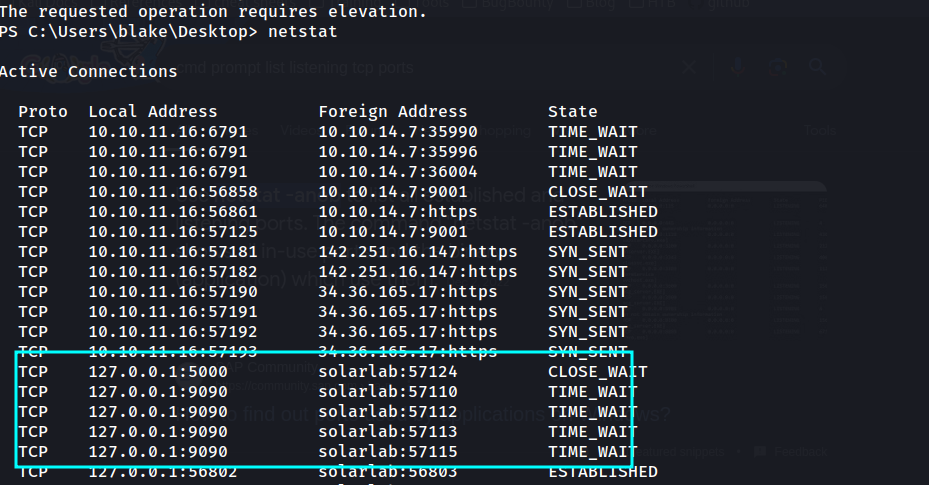 The requested operation requires elevation.
PS C:\Users\blake\Desktop> netstat
cmd prompt list listening tcp ports
Active Connections
Proto Local Address Foreign Address State
TCP 10.10.11.16:6791 10.10.14.7:35990 TIME_WAIT
TCP 10.10.11.16:6791 10.10.14.7:35996 TIME_WAIT
TCP 10.10.11.16:6791 10.10.14.7:36004 TIME_WAIT
TCP 10.10.11.16:56858 10.10.14.7:9001 CLOSE_WAIT
TCP 10.10.11.16:56861 10.10.14.7:https ESTABLISHED
TCP 10.10.11.16:57125 10.10.14.7:9001 ESTABLISHED
TCP 10.10.11.16:57181 142.251.16.147:https SYN_SENT
TCP 10.10.11.16:57182 142.251.16.147:https SYN_SENT
TCP 10.10.11.16:57190 34.36.165.17:https SYN_SENT
TCP 10.10.11.16:57191 34.36.165.17:https SYN_SENT
TCP 10.10.11.16:57192 34.36.165.17:https SYN_SENT
TCP 10.10.11.16:57193 34.36.165.17:https SYN_SENT
TCP 127.0.0.1:5000 solarlab:57124 CLOSE_WAIT
TCP 127.0.0.1:9090 solarlab:57110 TIME_WAIT
TCP 127.0.0.1:9090 solarlab:57112 TIME_WAIT
TCP 127.0.0.1:9090 solarlab:57113 TIME_WAIT
TCP 127.0.0.1:9090 solarlab:57115 TIME_WAIT
TCP 127.0.0.1:56802 solarlab:56803 ESTABLISHED